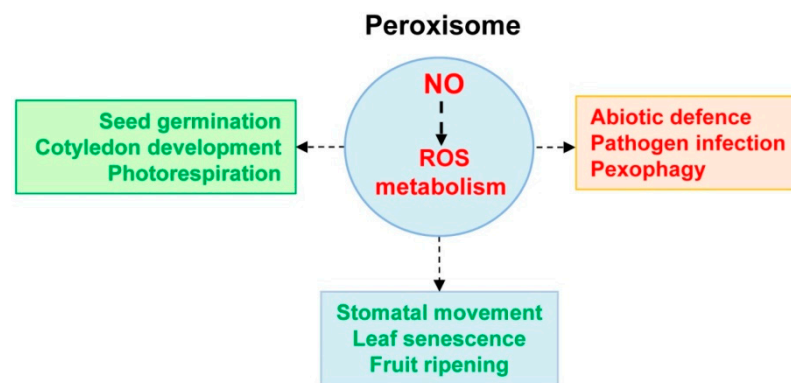 Peroxisome
NO
ROS
metabolism
Seed germination
Cotyledon development
Photorespiration
Abiotic defence
Pathogen infection
Pexophagy
Stomatal movement
Leaf senescence
Fruit ripening